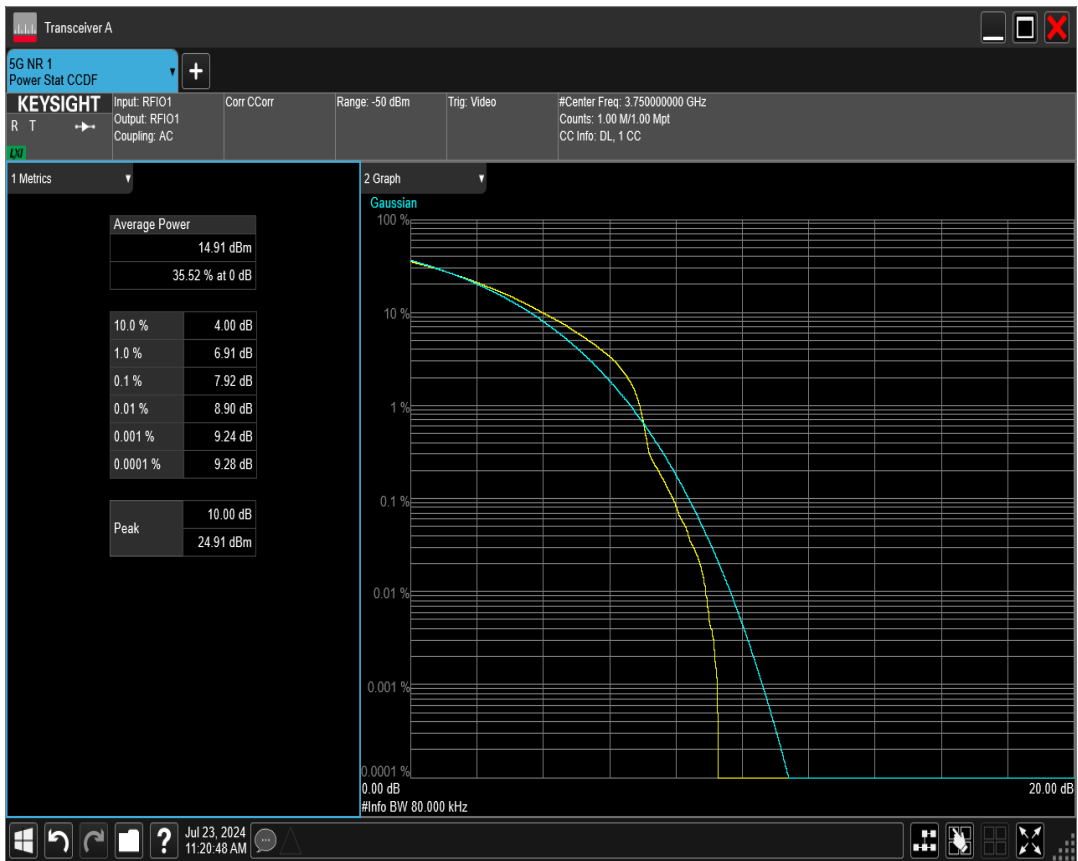 Transceiver A
5G NR 1
Power Stat CCDF
KEYSIGHT
R T
LXI
Input: RFIO1
Output: RFIO1
Coupling: AC
Corr CCorr
Range: -50 dBm
Trig: Video
#Center Freq: 3.750000000 GHz
Counts: 1.00 M/1.00 Mpt
CC Info: DL, 1 CC
1 Metrics
Average Power
14.91 dBm
35.52 % at 0 dB
10.0 % 4.00 dB
1.0 % 6.91 dB
0.1 % 7.92 dB
0.01 % 8.90 dB
0.001 % 9.24 dB
0.0001 % 9.28 dB
Peak
10.00 dB
24.91 dBm
2 Graph
Gaussian
100 %
10 %
1 %
0.1 %
0.01 %
0.001 %
0.0001 %
0.00 dB 20.00 dB
#Info BW 80.000 kHz
Jul 23, 2024
11:20:48 AM